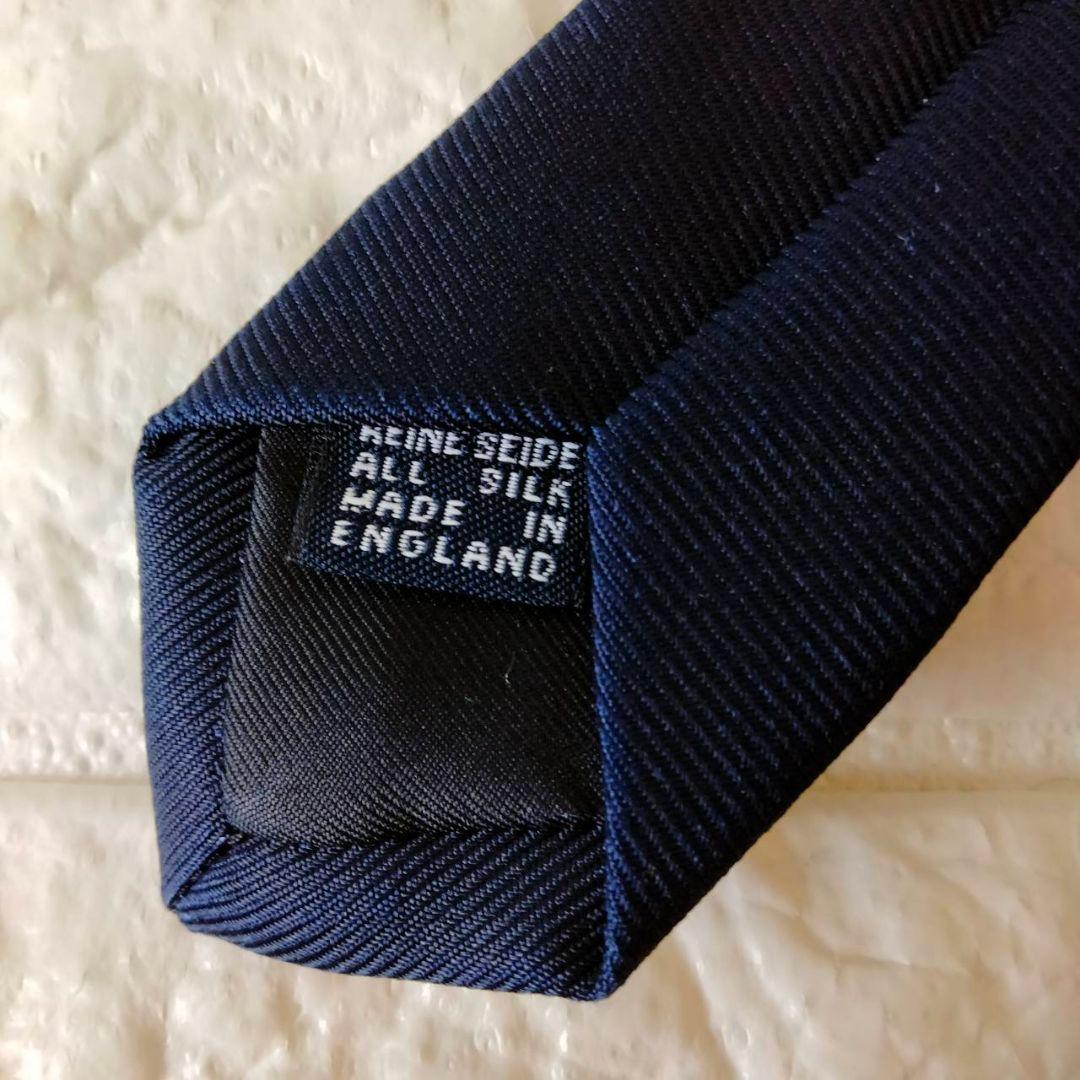 REINE SEIDE
ALL SILK
MADE IN
ENGLAND